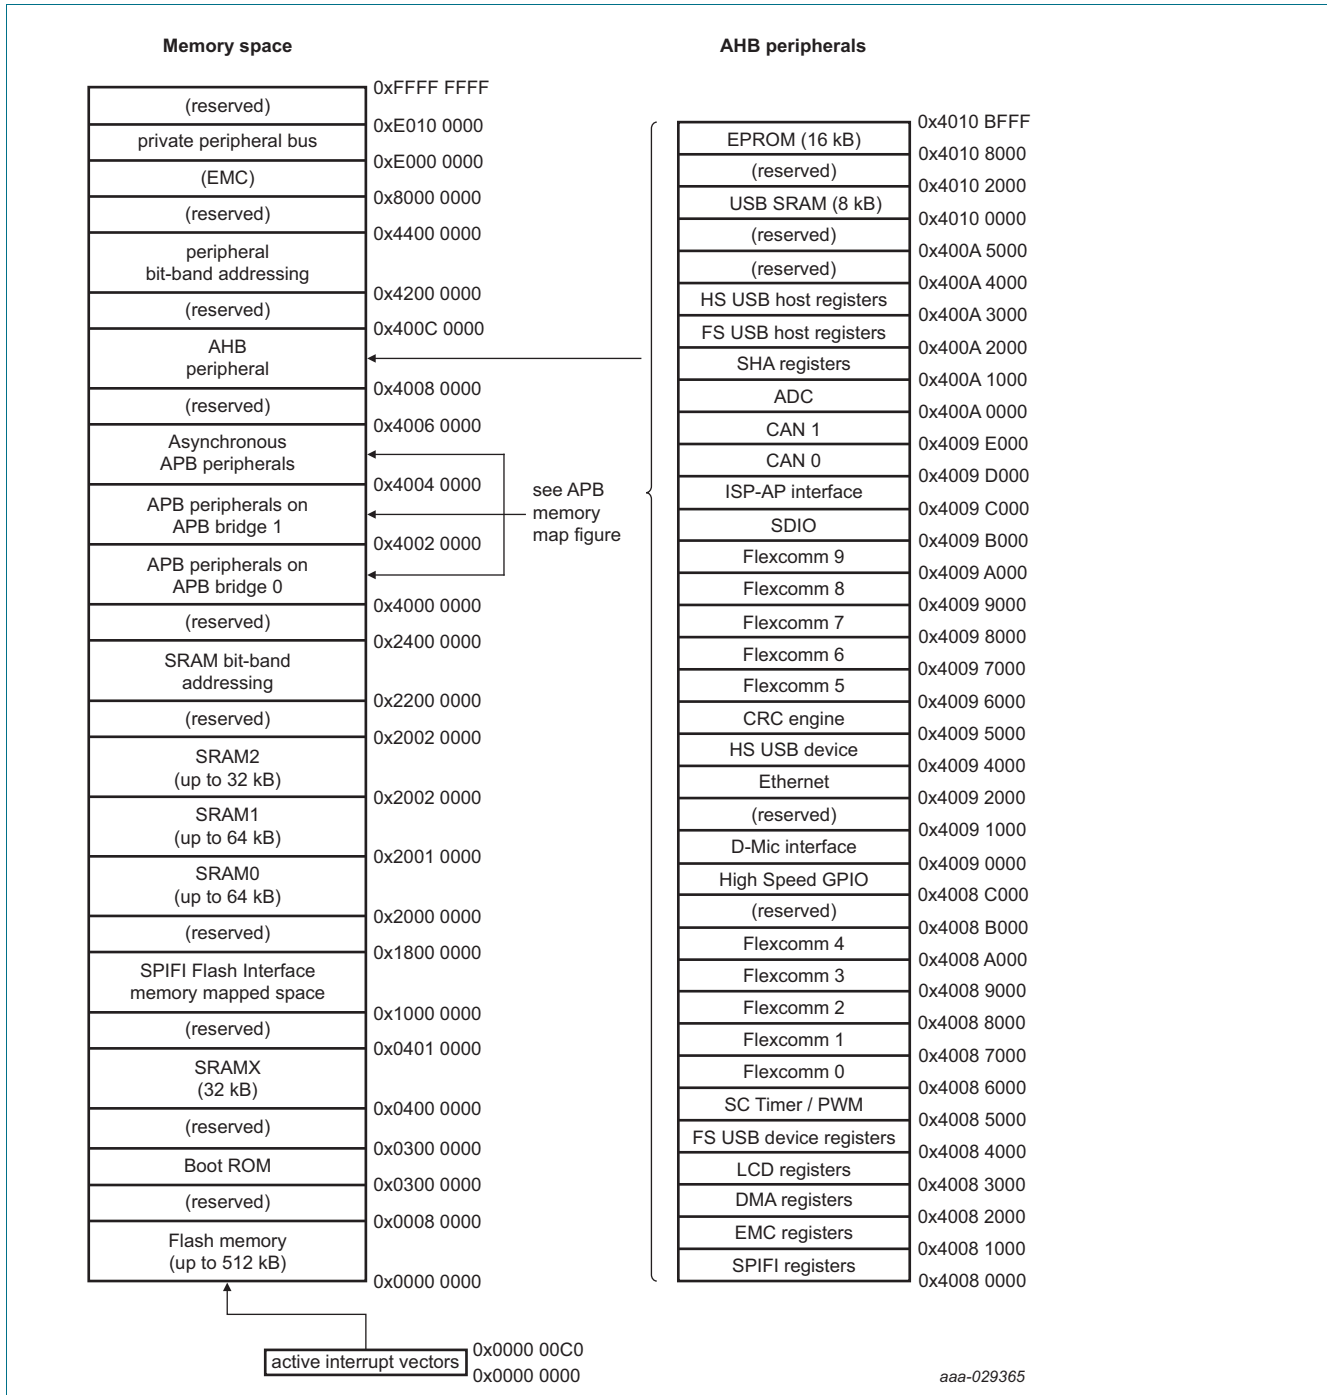 Memory space
0xFFFF FFFF
(reserved)
0xE010 0000
private peripheral bus
0xE000 0000
(EMC)
0x8000 0000
(reserved)
0x4400 0000
peripheral
bit-band addressing
0x4200 0000
(reserved)
0x400C 0000
AHB
peripheral
0x4008 0000
(reserved)
0x4006 0000
Asynchronous
APB peripherals
0x4004 0000
APB peripherals on
APB bridge 1
0x4002 0000
APB peripherals on
APB bridge 0
0x4000 0000
(reserved)
0x2400 0000
SRAM bit-band
addressing
0x2200 0000
(reserved)
0x2002 0000
SRAM2
(up to 32 kB)
0x2002 0000
SRAM1
(up to 64 kB)
0x2001 0000
SRAM0
(up to 64 kB)
0x2000 0000
(reserved)
0x1800 0000
SPIFI Flash Interface
memory mapped space
0x1000 0000
(reserved)
0x0401 0000
SRAMX
(32 kB)
0x0400 0000
(reserved)
0x0300 0000
Boot ROM
0x0300 0000
(reserved)
0x0008 0000
Flash memory
(up to 512 kB)
0x0000 0000
active interrupt vectors
0x0000 00C0
0x0000 0000
see APB
memory
map figure
AHB peripherals
0x4010 BFFF
EPROM (16 kB)
0x4010 8000
(reserved)
0x4010 2000
USB SRAM (8 kB)
0x4010 0000
(reserved)
0x400A 5000
(reserved)
0x400A 4000
HS USB host registers
0x400A 3000
FS USB host registers
0x400A 2000
SHA registers
0x400A 1000
ADC
0x400A 0000
CAN 1
0x4009 E000
CAN 0
0x4009 D000
ISP-AP interface
0x4009 C000
SDIO
0x4009 B000
Flexcomm 9
0x4009 A000
Flexcomm 8
0x4009 9000
Flexcomm 7
0x4009 8000
Flexcomm 6
0x4009 7000
Flexcomm 5
0x4009 6000
CRC engine
0x4009 5000
HS USB device
0x4009 4000
Ethernet
0x4009 2000
(reserved)
0x4009 1000
D-Mic interface
0x4009 0000
High Speed GPIO
0x4008 C000
(reserved)
0x4008 B000
Flexcomm 4
0x4008 A000
Flexcomm 3
0x4008 9000
Flexcomm 2
0x4008 8000
Flexcomm 1
0x4008 7000
Flexcomm 0
0x4008 6000
SC Timer / PWM
0x4008 5000
FS USB device registers
0x4008 4000
LCD registers
0x4008 3000
DMA registers
0x4008 2000
EMC registers
0x4008 1000
SPIFI registers
0x4008 0000
aaa-029365